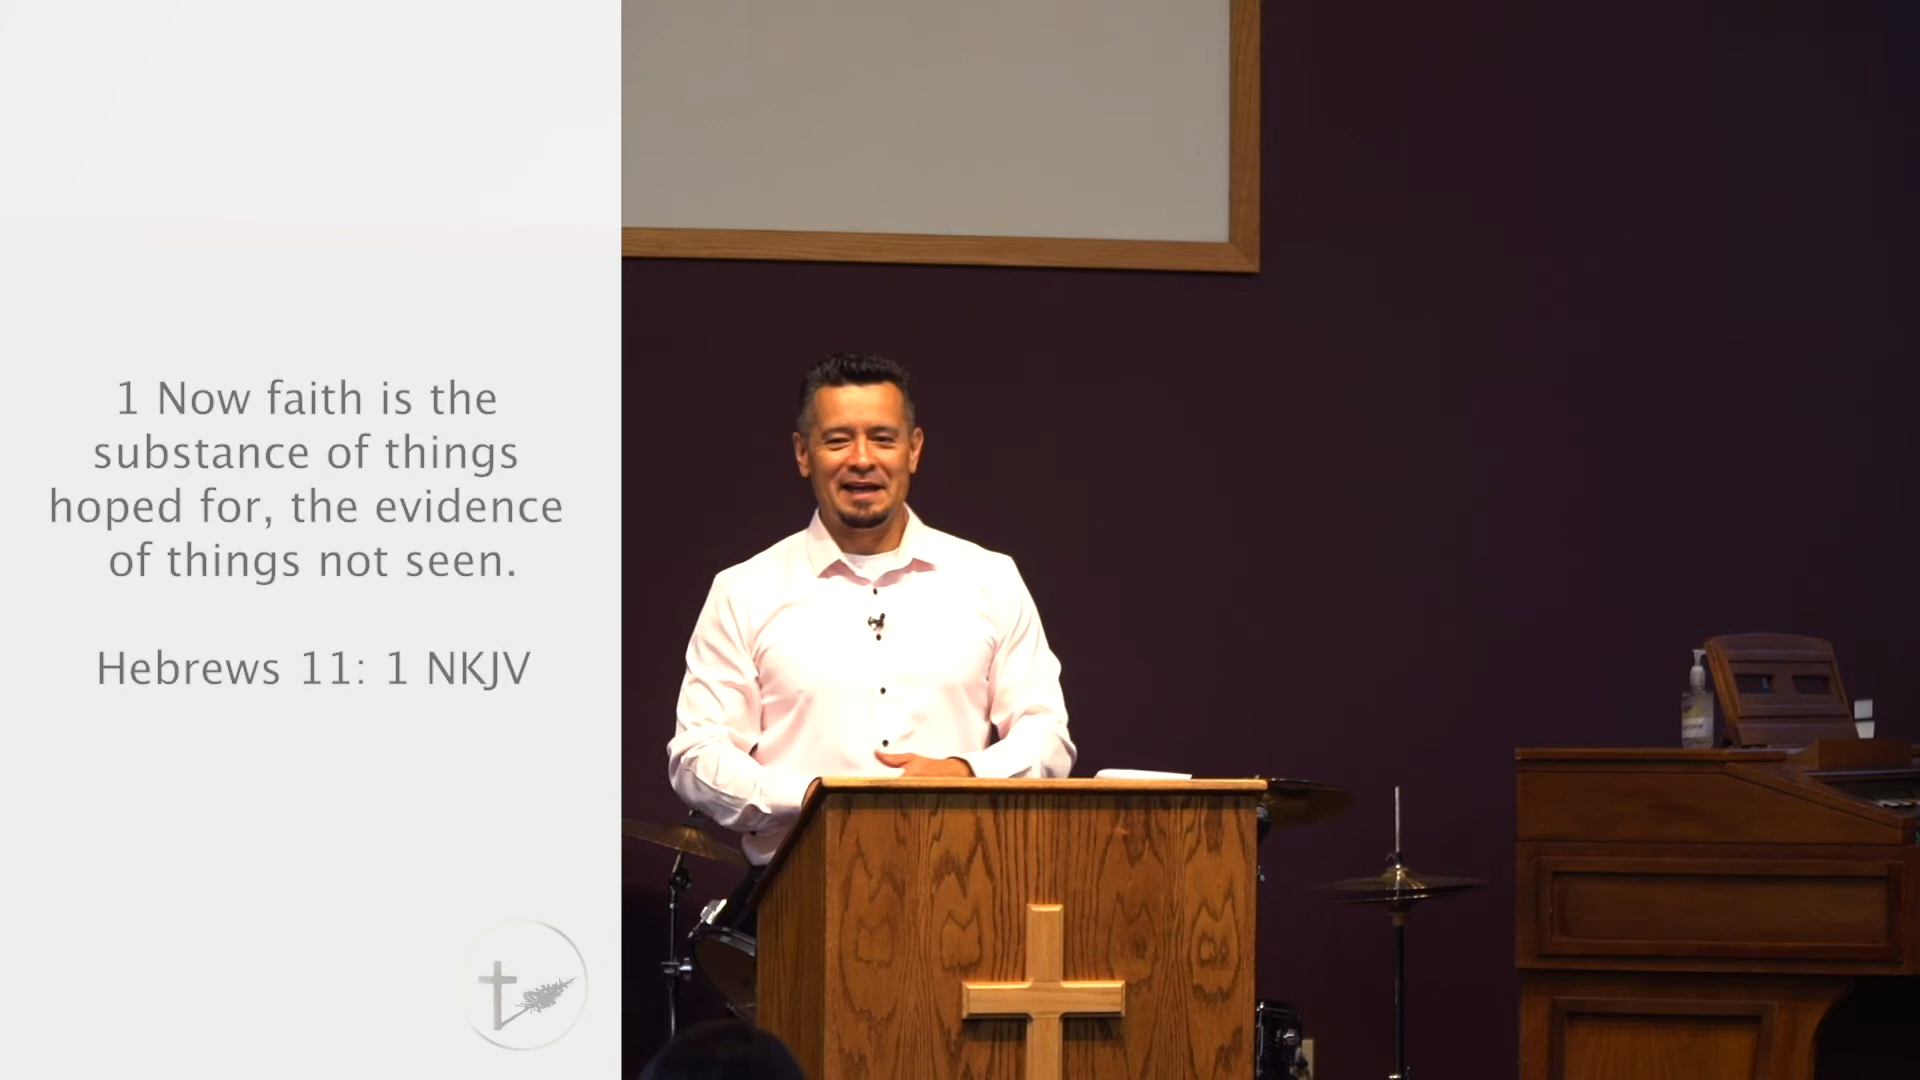 1 Now faith is the
substance of things
hoped for, the evidence
of things not seen.
Hebrews 11: 1 NKJV